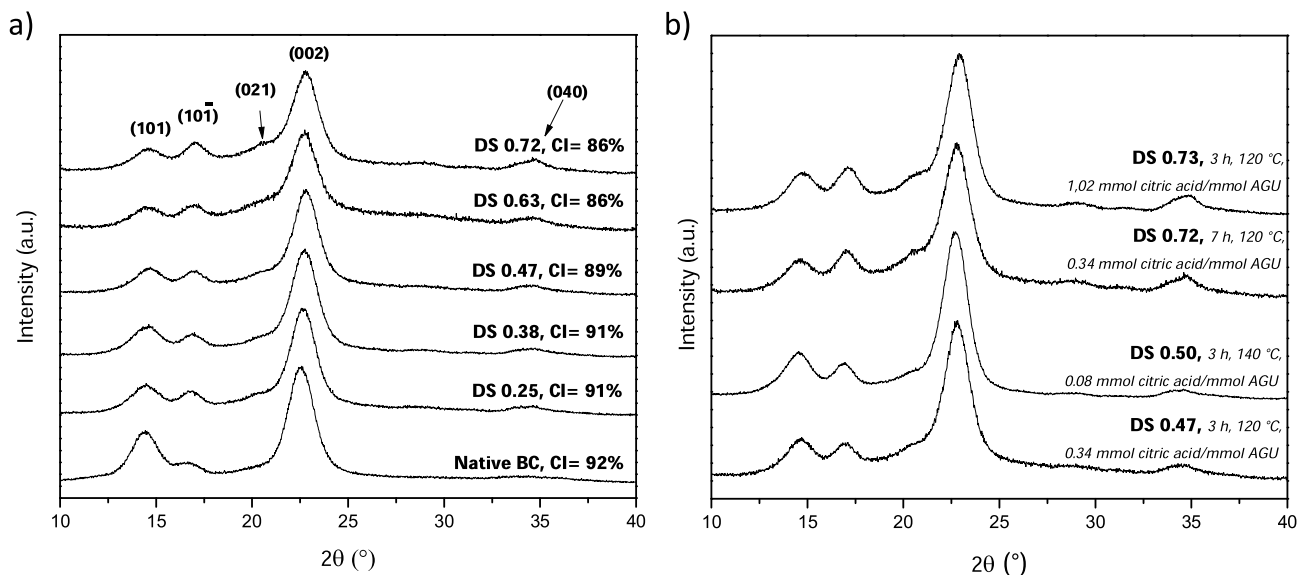 a)
(002)
(021)
(040)
(101)
(101̅)
DS 0.72, CI= 86%
DS 0.63, CI= 86%
DS 0.47, CI= 89%
DS 0.38, CI= 91%
DS 0.25, CI= 91%
Native BC, CI= 92%
Intensity (a.u.)
10 15 20 25 30 35 40
2θ (°)
b)
DS 0.73, 3 h, 120 °C,
1,02 mmol citric acid/mmol AGU
DS 0.72, 7 h, 120 °C,
0.34 mmol citric acid/mmol AGU
DS 0.50, 3 h, 140 °C,
0.08 mmol citric acid/mmol AGU
DS 0.47, 3 h, 120 °C,
0.34 mmol citric acid/mmol AGU
Intensity (a.u.)
10 15 20 25 30 35 40
2θ (°)